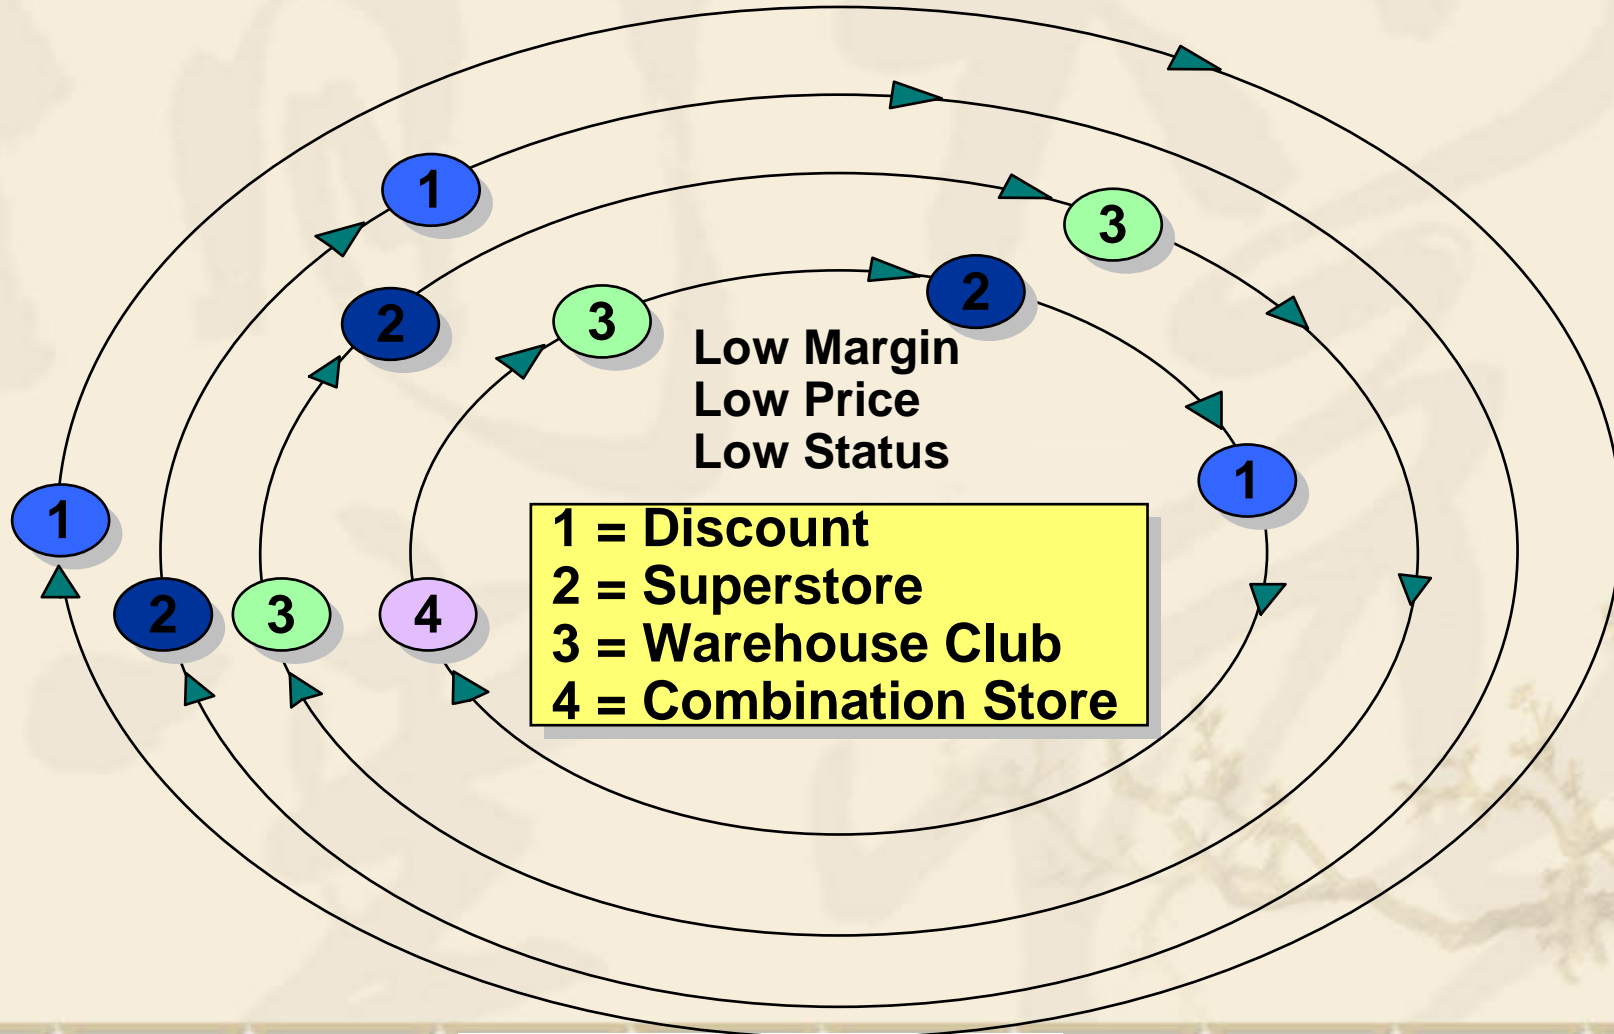 1
3
2
3
2
Low Margin
Low Price
Low Status
1
1
1 = Discount
2 = Superstore
3 = Warehouse Club
4 = Combination Store
2
3
4